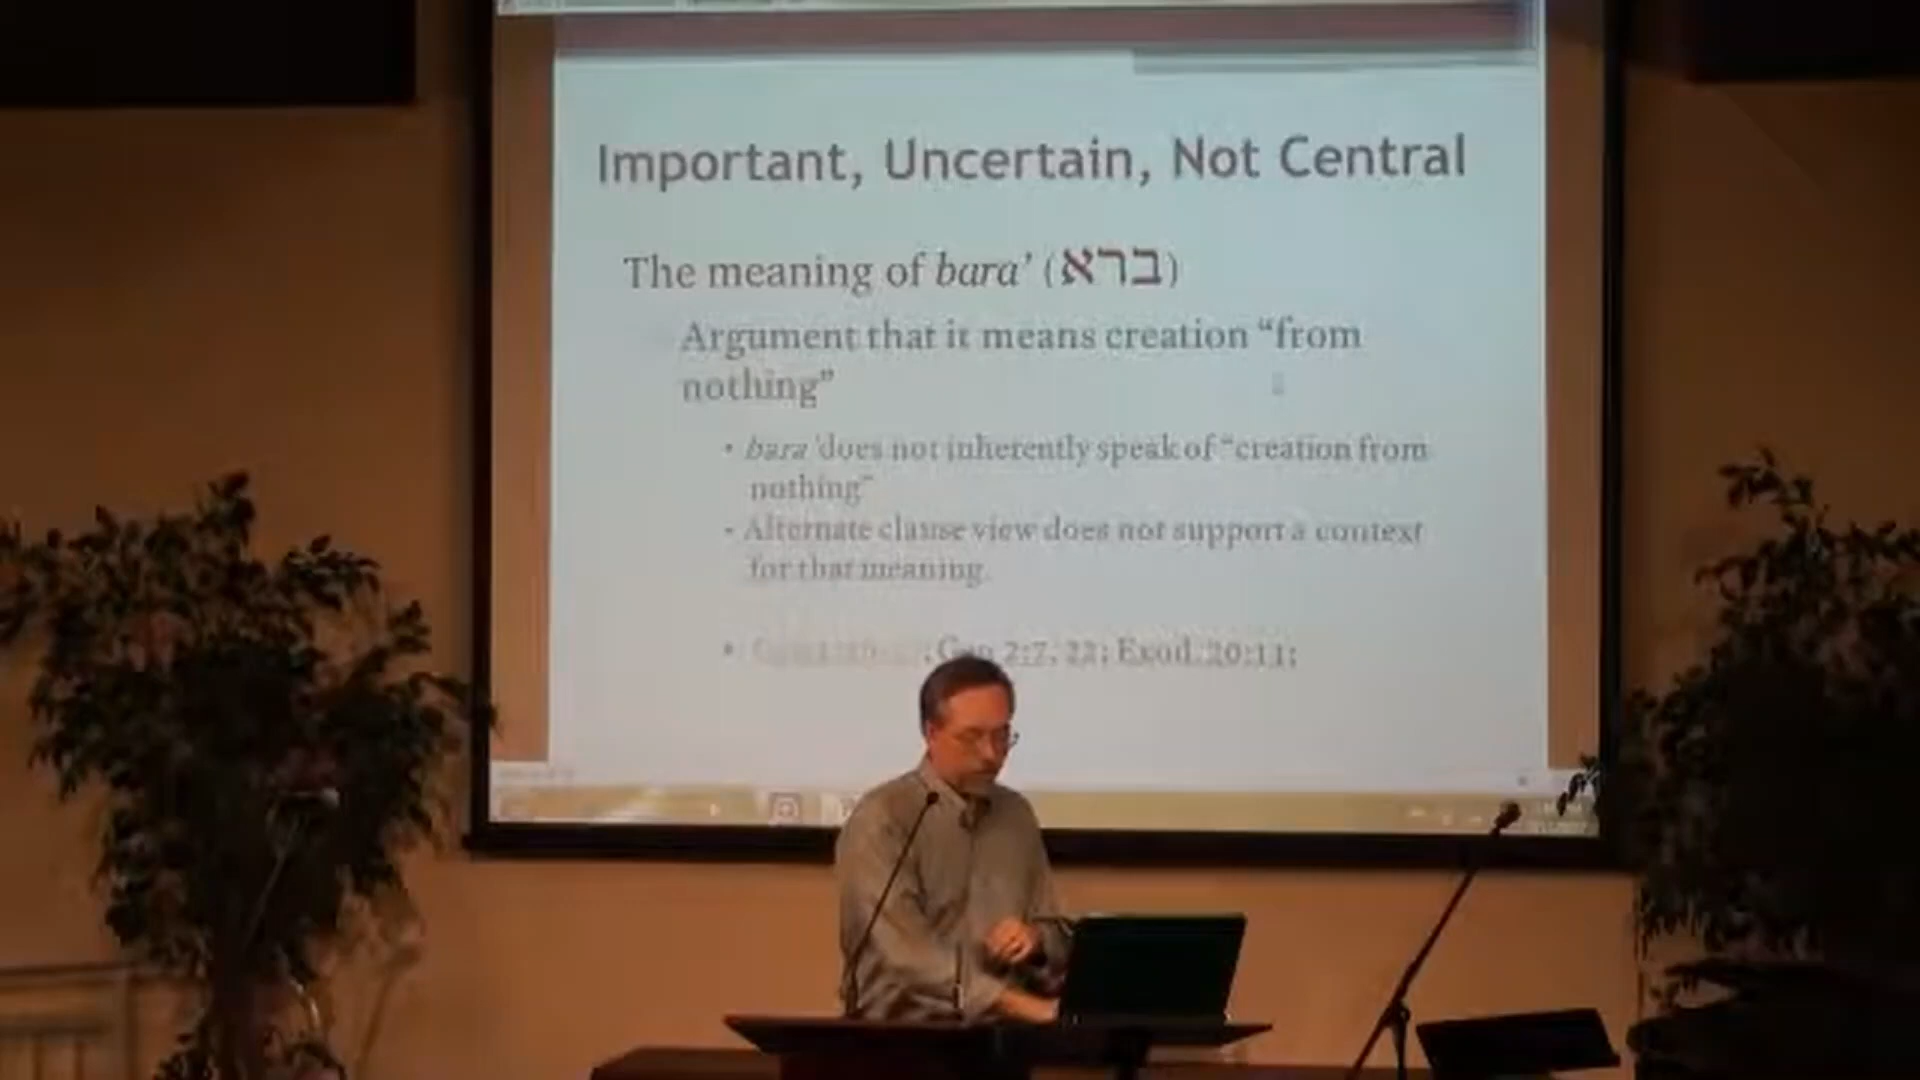 Important, Uncertain, Not Central
The meaning of bara’ (ברא)
Argument that it means creation “from
nothing”
• bara ’does not inherently speak of “creation from
nothing”
- Alternate clause view does not support a context
for that meaning.
• Gen 2:7, 22; Exod. 20:11;